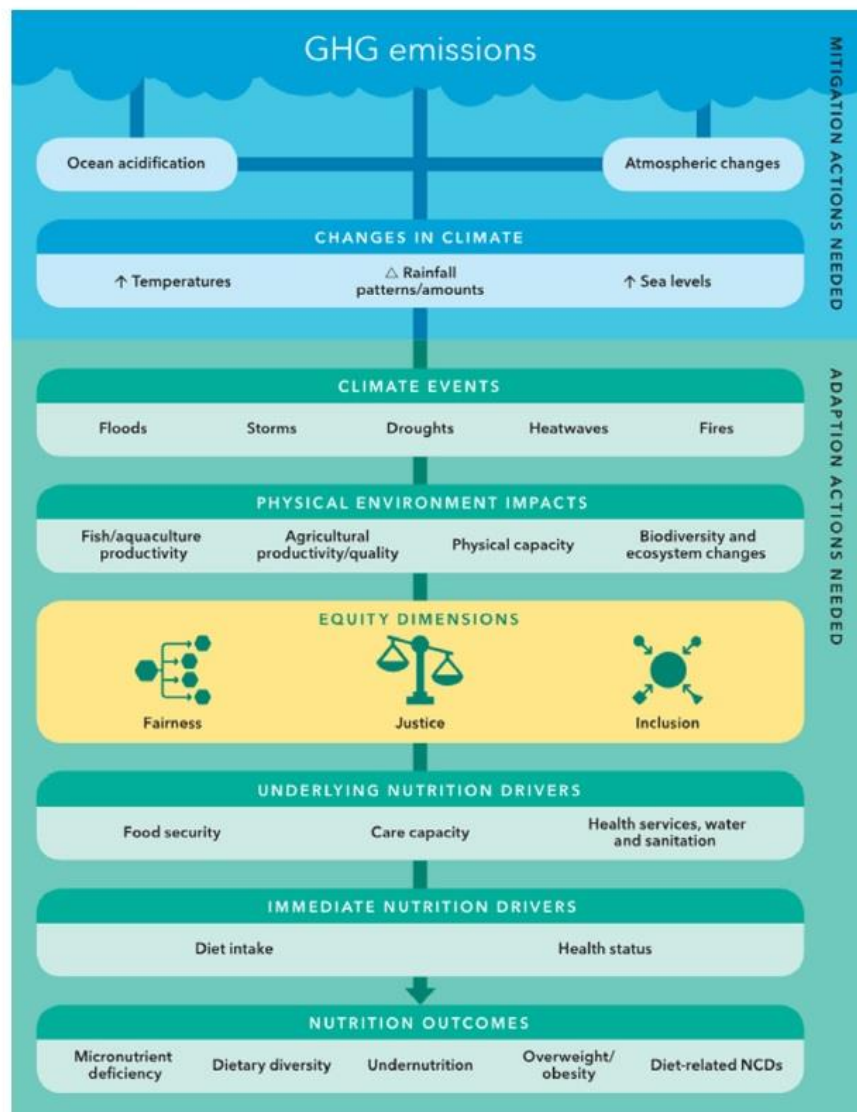 GHG emissions
MITIGATION ACTIONS NEEDED
Ocean acidification
Atmospheric changes
CHANGES IN CLIMATE
↑ Temperatures
△ Rainfall
patterns/amounts
↑ Sea levels
ADAPTION ACTIONS NEEDED
CLIMATE EVENTS
Floods
Storms
Droughts
Heatwaves
Fires
PHYSICAL ENVIRONMENT IMPACTS
Fish/aquaculture
productivity
Agricultural
productivity/quality
Physical capacity
Biodiversity and
ecosystem changes
EQUITY DIMENSIONS
Fairness
Justice
Inclusion
UNDERLYING NUTRITION DRIVERS
Food security
Care capacity
Health services, water
and sanitation
IMMEDIATE NUTRITION DRIVERS
Diet intake
Health status
NUTRITION OUTCOMES
Micronutrient
deficiency
Dietary diversity
Undernutrition
Overweight/
obesity
Diet-related NCDs